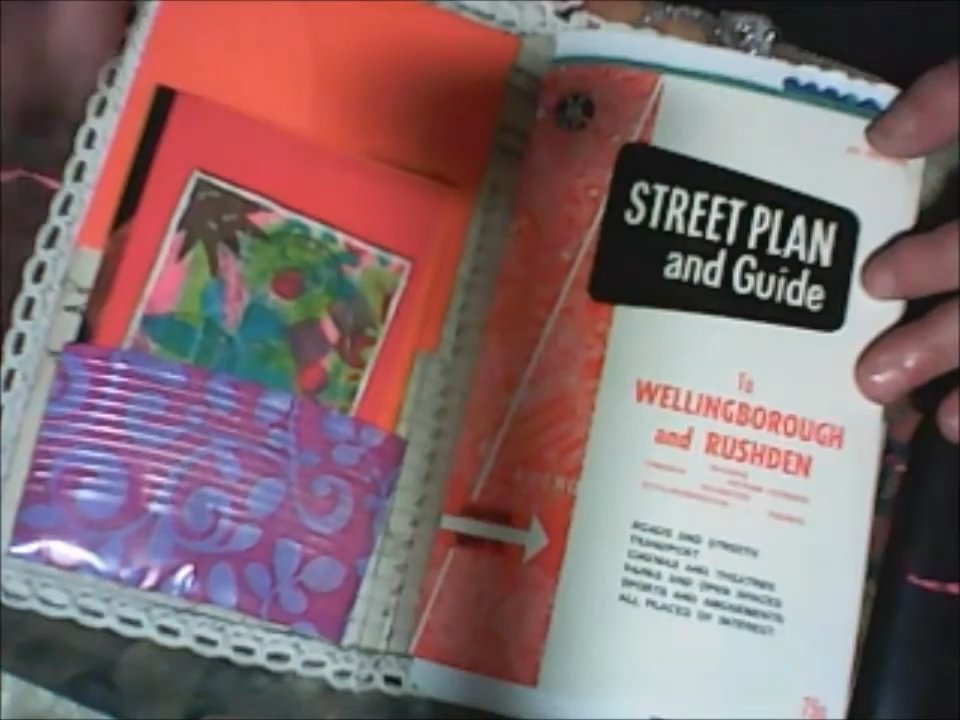 STREET PLAN
and Guide
To
WELLINGBOROUGH
and RUSHDEN
ROADS AND STREETS
TRANSPORT
CINEMAS AND THEATRES
PARKS AND OPEN SPACES
SPORTS AND AMUSEMENTS
ALL PLACES OF INTEREST
75p